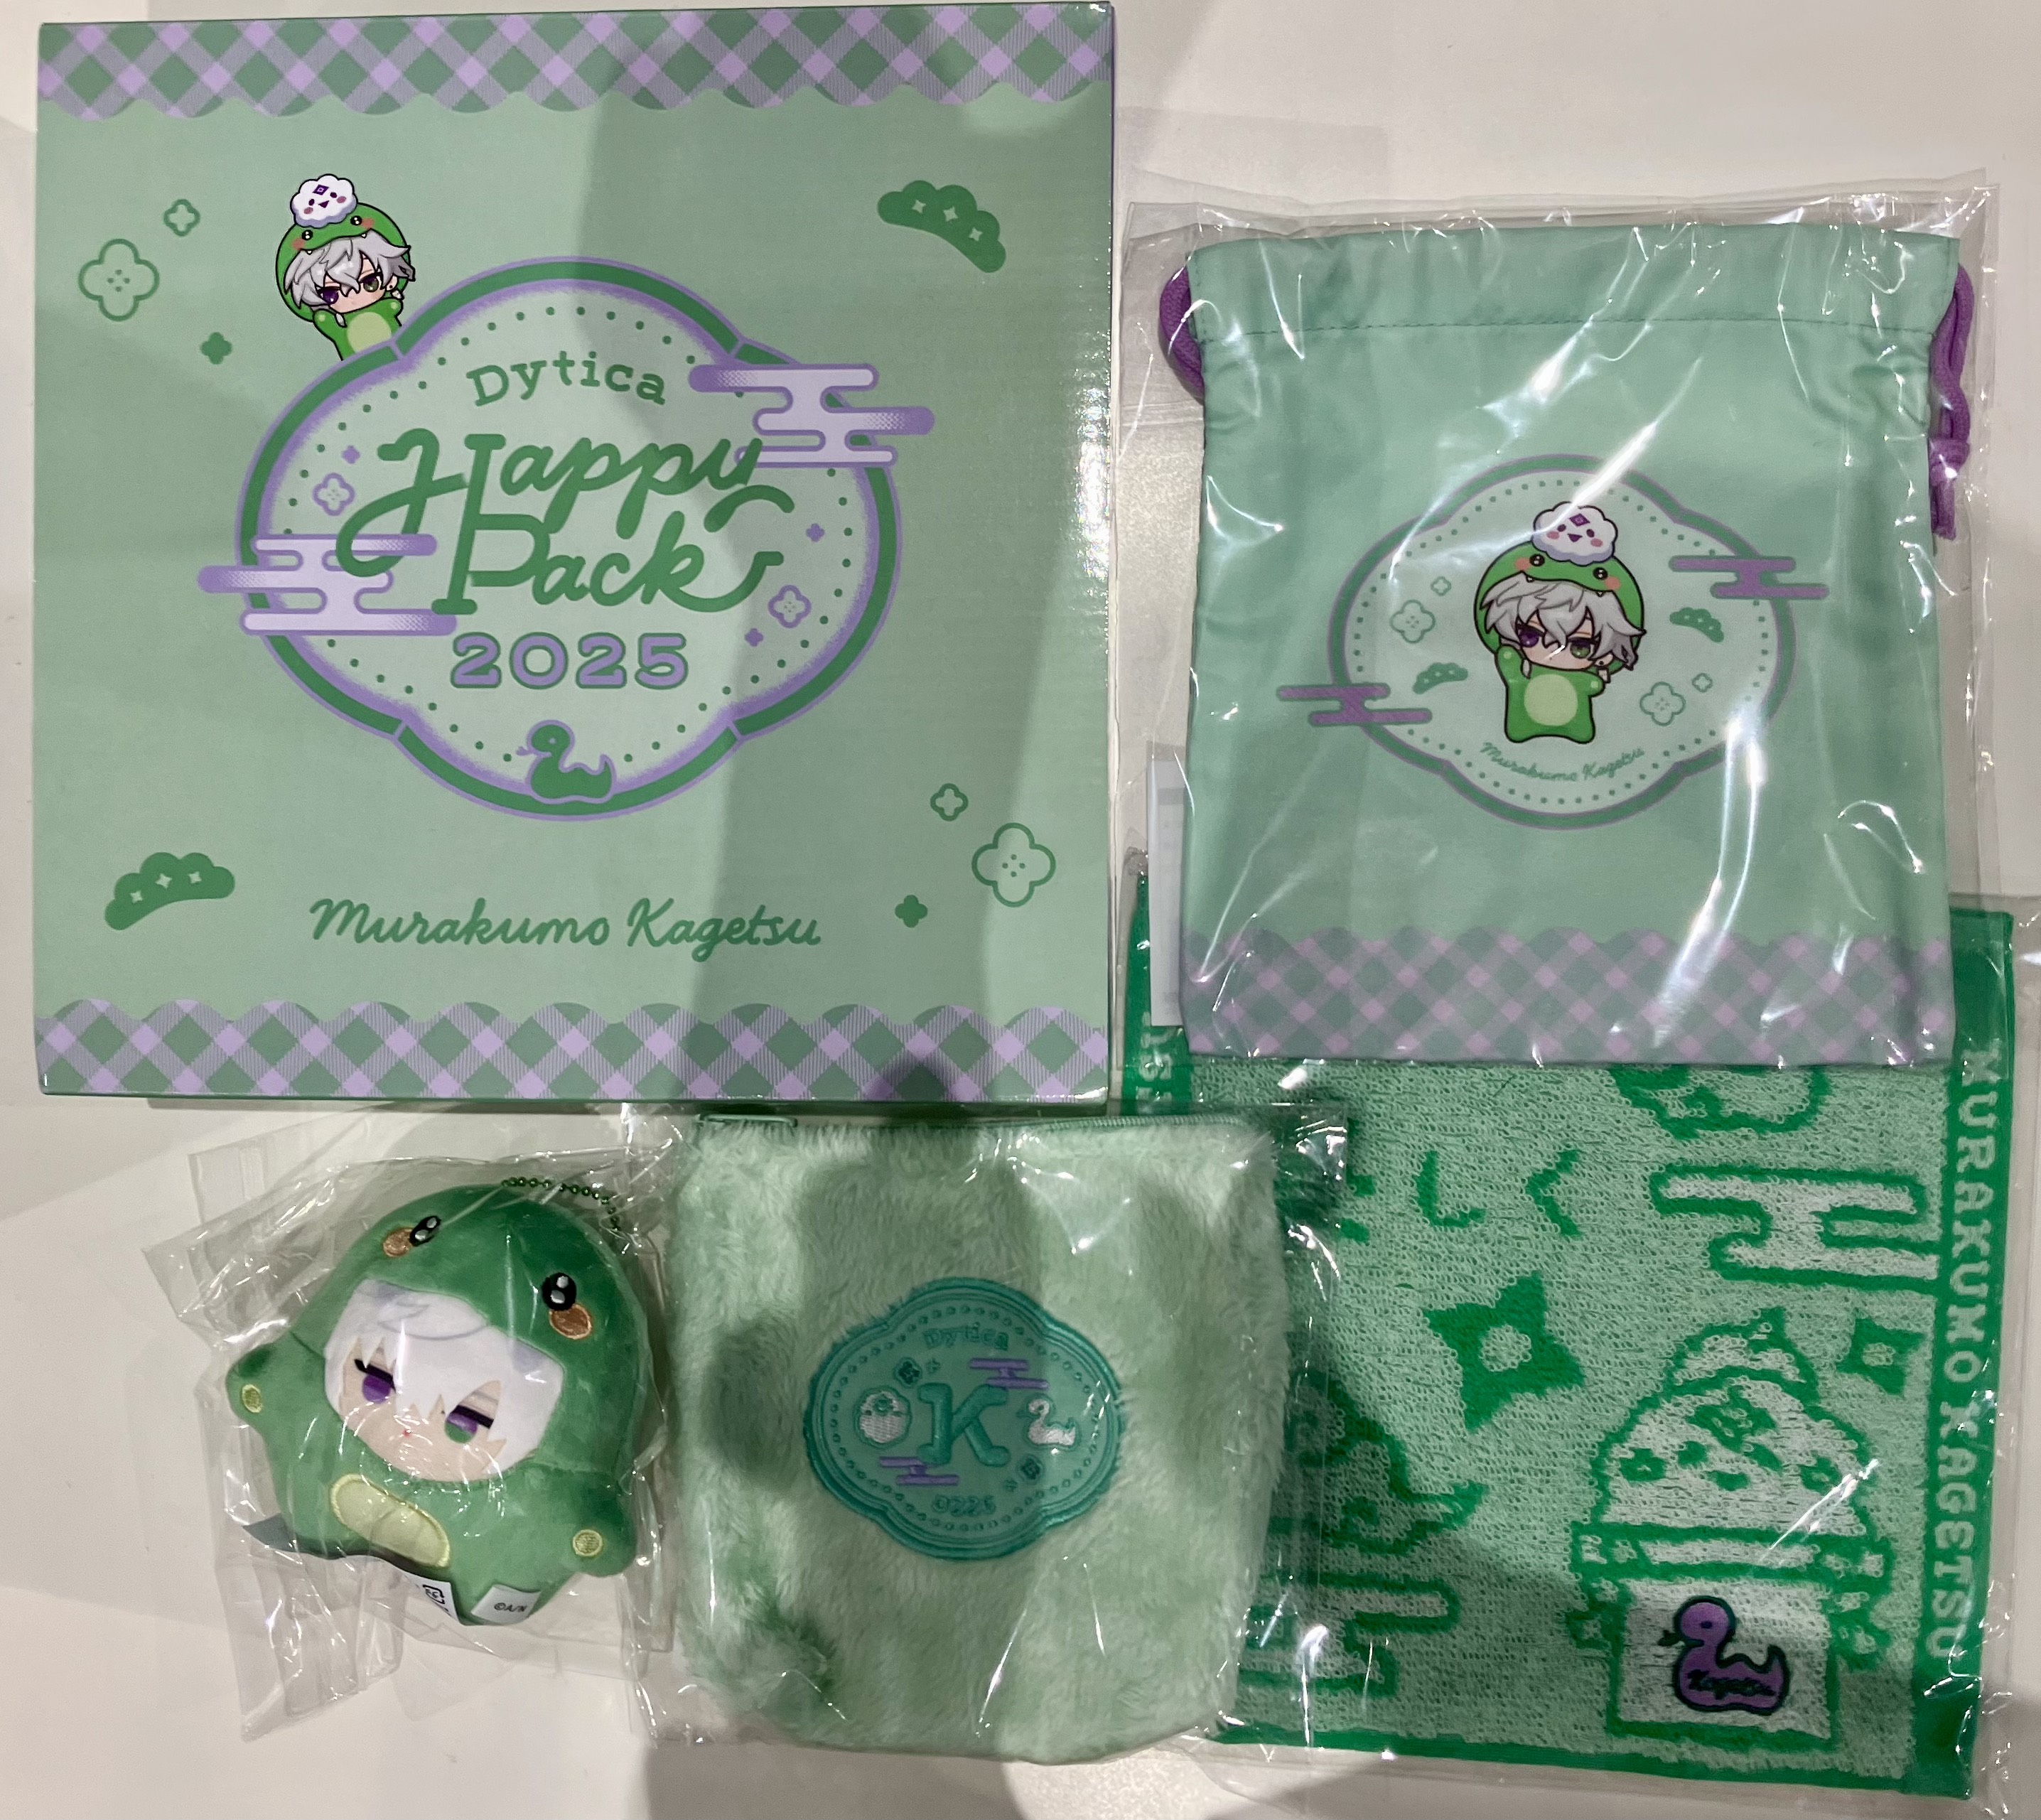 Dytica
Happy
Pack
2025
Murakumo Kagetsu
Murakumo Kagetsu
Dytica
K
2025
©A/N
MURAKUMO KAGETSU
Kagetsu